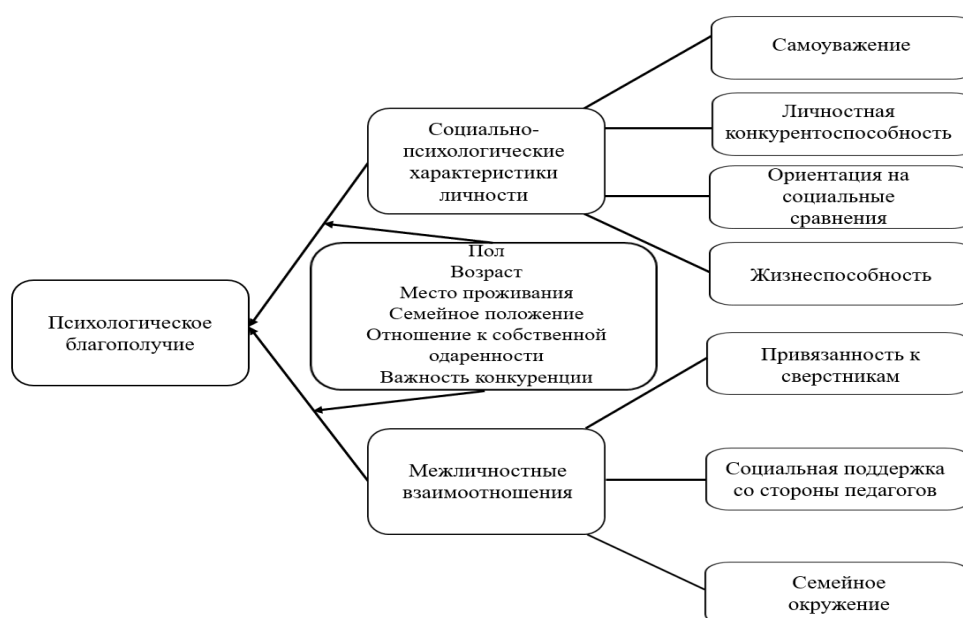 Самоуважение
Личностная
конкурентоспособность
Социально-
психологические
характеристики
личности
Ориентация на
социальные
сравнения
Жизнеспособность
Пол
Возраст
Место проживания
Семейное положение
Отношение к собственной
одаренности
Важность конкуренции
Психологическое
благополучие
Привязанность к
сверстникам
Межличностные
взаимоотношения
Социальная поддержка
со стороны педагогов
Семейное
окружение